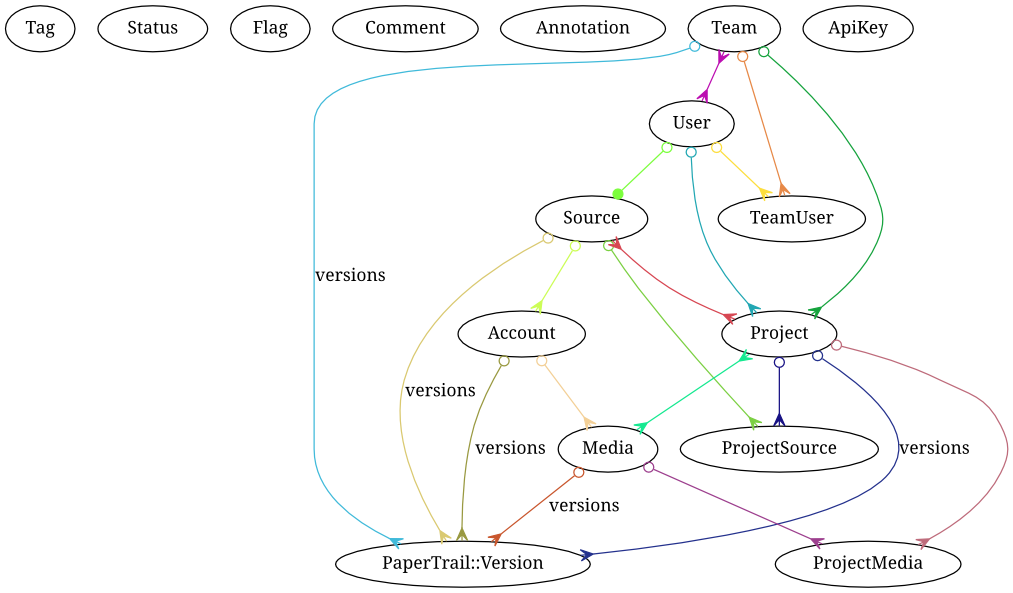 Tag
Status
Flag
Comment
Annotation
Team
ApiKey
User
Source
TeamUser
versions
Account
Project
versions
versions
Media
ProjectSource
versions
versions
PaperTrail::Version
ProjectMedia